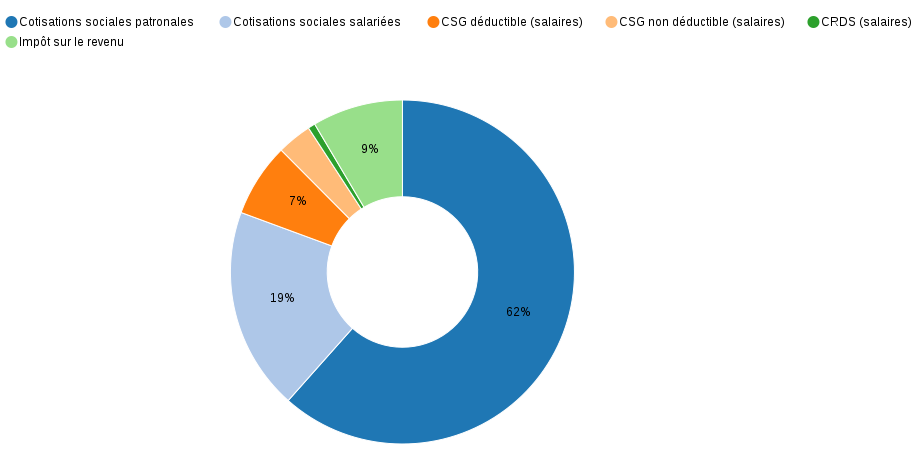 Cotisations sociales patronales Cotisations sociales salariées CSG déductible (salaires) CSG non déductible (salaires) CRDS (salaires)
Impôt sur le revenu
9%
7%
19%
62%